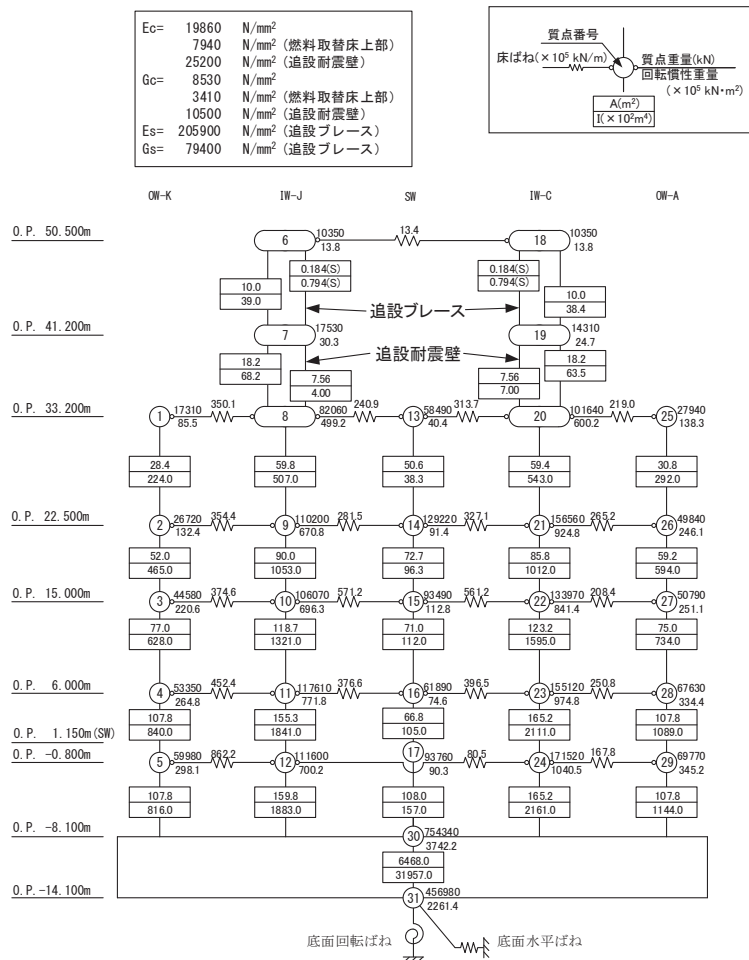 Ec= 19860 N/mm²
7940 N/mm²(燃料取替床上部)
25200 N/mm²(追設耐震壁)
Gc= 8530 N/mm²
3410 N/mm²(燃料取替床上部)
10500 N/mm²(追設耐震壁)
Es= 205900 N/mm²(追設ブレース)
Gs= 79400 N/mm²(追設ブレース)
質点番号
床ばね(×10⁵ kN/m) 質点重量(kN)
回転慣性重量
(×10⁵ kN・m²)
A(m²)
I(×10²m⁴)
OW-K IW-J SW IW-C OW-A
O.P. 50.500m 6 10350 13.4 18 10350
13.8 13.8
0.184(S) 0.184(S)
0.794(S) 0.794(S)
10.0 10.0
39.0 38.4
追設ブレース
O.P. 41.200m 7 17530 19 14310
30.3 24.7
追設耐震壁
18.2 18.2
68.2 63.5
7.56 7.56
4.00 7.00
O.P. 33.200m 1 17310 350.1 8 82060 240.9 13 58490 313.7 20 101640 219.0 25 27940
85.5 499.2 40.4 600.2 138.3
28.4 59.8 50.6 59.4 30.8
224.0 507.0 38.3 543.0 292.0
O.P. 22.500m 2 26720 354.4 9 110200 281.5 14 129220 327.1 21 156560 265.2 26 49840
132.4 670.8 91.4 924.8 246.1
52.0 90.0 72.7 85.8 59.2
465.0 1053.0 96.3 1012.0 594.0
O.P. 15.000m 3 44580 374.6 10 106070 571.2 15 93490 561.2 22 133970 208.4 27 50790
220.6 696.3 112.8 841.4 251.1
77.0 118.7 71.0 123.2 75.0
628.0 1321.0 112.0 1595.0 734.0
O.P. 6.000m 4 53350 452.4 11 117610 376.6 16 61890 396.5 23 155120 250.8 28 67630
264.8 771.8 74.6 974.8 334.4
107.8 155.3 66.8 165.2 107.8
840.0 1841.0 105.0 2111.0 1089.0
O.P. 1.150m(SW)
O.P. -0.800m 5 59980 862.2 12 111600 17 93760 80.5 24 171520 167.8 29 69770
298.1 700.2 90.3 1040.5 345.2
107.8 159.8 108.0 165.2 107.8
816.0 1883.0 157.0 2161.0 1144.0
O.P. -8.100m 30 754340
3742.2
6468.0
31957.0
O.P.-14.100m 31 456980
2261.4
底面回転ばね 底面水平ばね